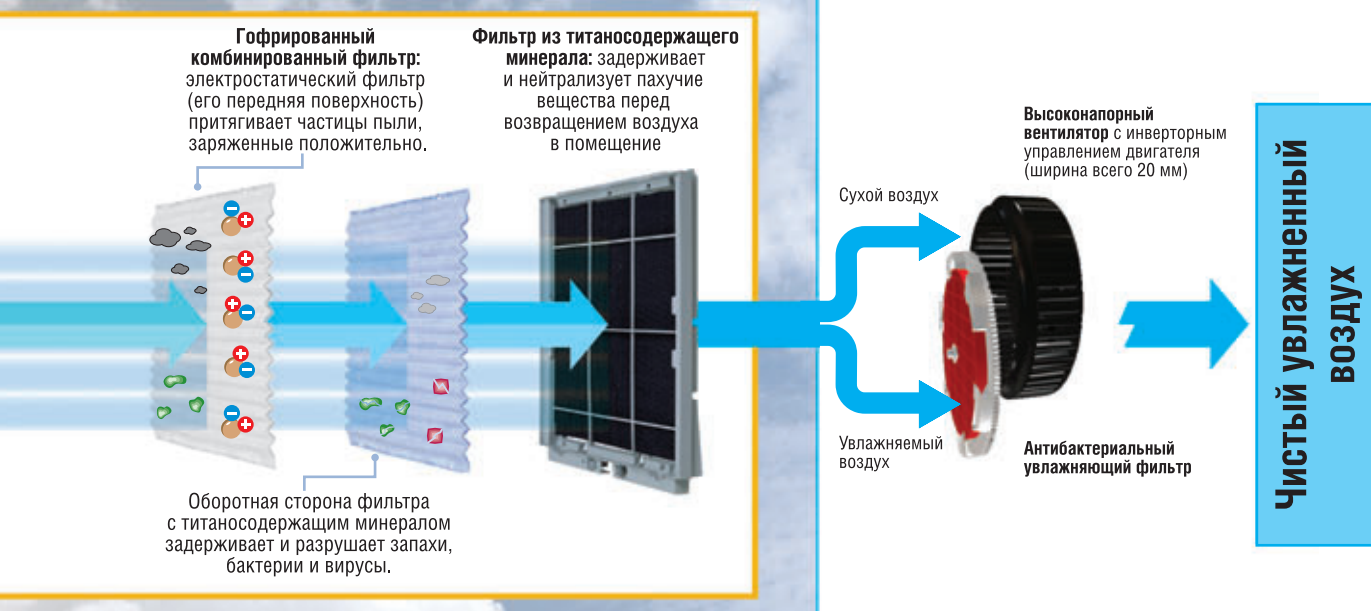 Гофрированный
комбинированный фильтр:
электростатический фильтр
(его передняя поверхность)
притягивает частицы пыли,
заряженные положительно.
Фильтр из титаносодержащего
минерала: задерживает
и нейтрализует пахучие
вещества перед
возвращением воздуха
в помещение
Оборотная сторона фильтра
с титаносодержащим минералом
задерживает и разрушает запахи,
бактерии и вирусы.
Сухой воздух
Увлажняемый
воздух
Высоконапорный
вентилятор с инверторным
управлением двигателя
(ширина всего 20 мм)
Антибактериальный
увлажняющий фильтр
Чистый увлажненный
воздух